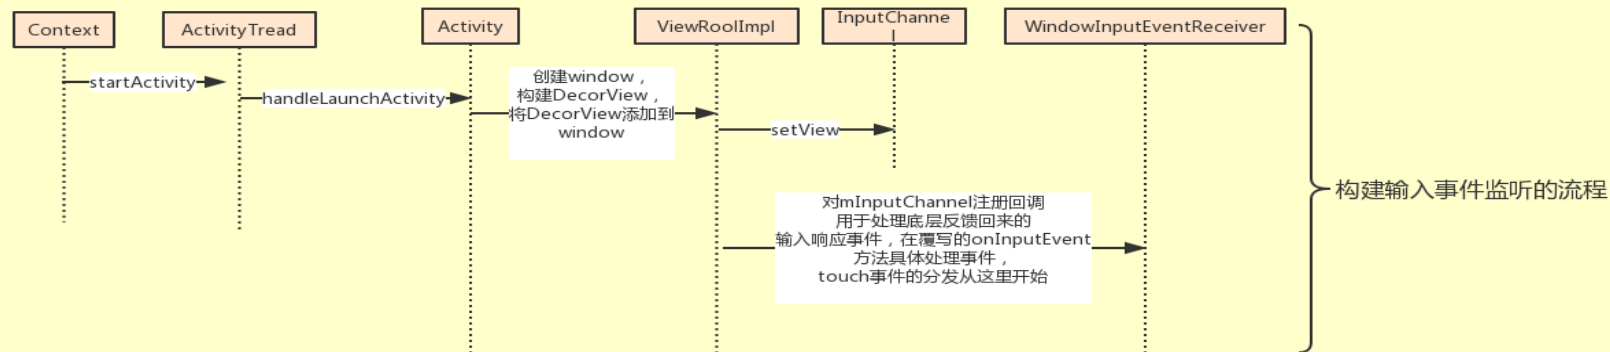 Context
ActivityTread
Activity
ViewRoolImpl
InputChanne
l
WindowInputEventReceiver
startActivity
handleLaunchActivity
创建window，
构建DecorView，
将DecorView添加到
window
setView
对mInputChannel注册回调
用于处理底层反馈回来的
输入响应事件，在覆写的onInputEvent
方法具体处理事件，
touch事件的分发从这里开始
构建输入事件监听的流程